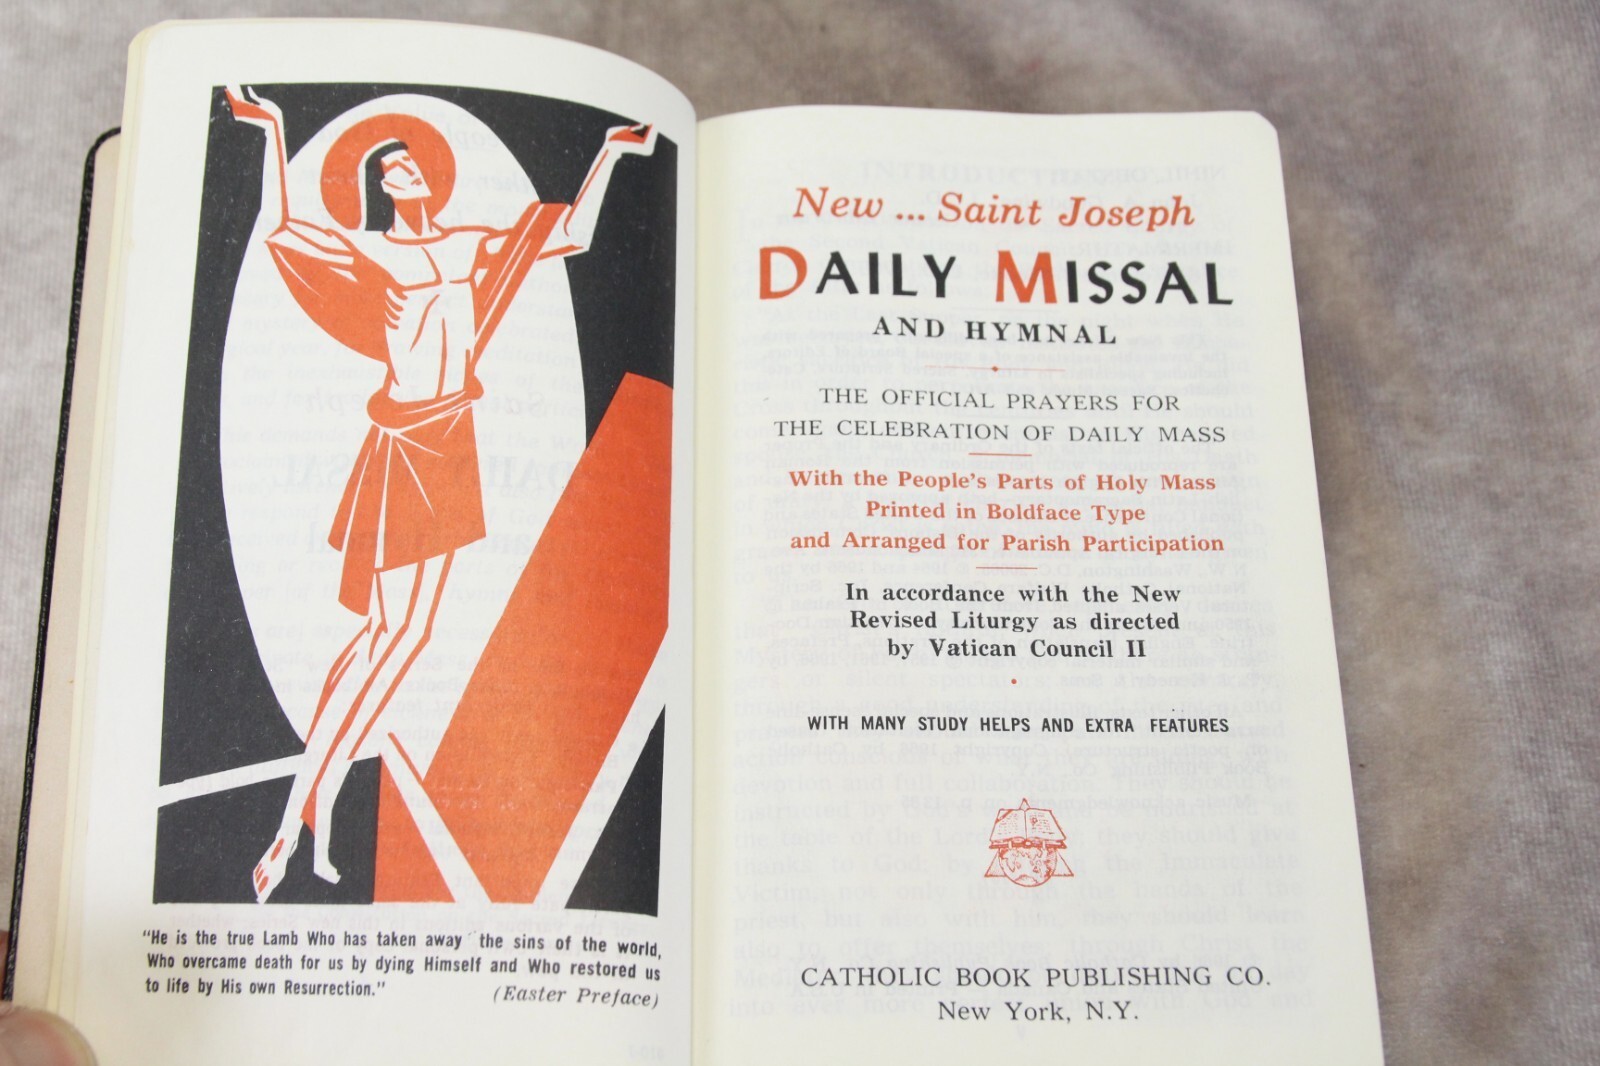 "He is the true Lamb Who has taken away the sins of the world,
Who overcame death for us by dying Himself and Who restored us
to life by His own Resurrection."
(Easter Preface)
New ... Saint Joseph
DAILY MISSAL
AND HYMNAL
THE OFFICIAL PRAYERS FOR
THE CELEBRATION OF DAILY MASS
With the People's Parts of Holy Mass
Printed in Boldface Type
and Arranged for Parish Participation
In accordance with the New
Revised Liturgy as directed
by Vatican Council II
WITH MANY STUDY HELPS AND EXTRA FEATURES
CATHOLIC BOOK PUBLISHING CO.
New York, N.Y.